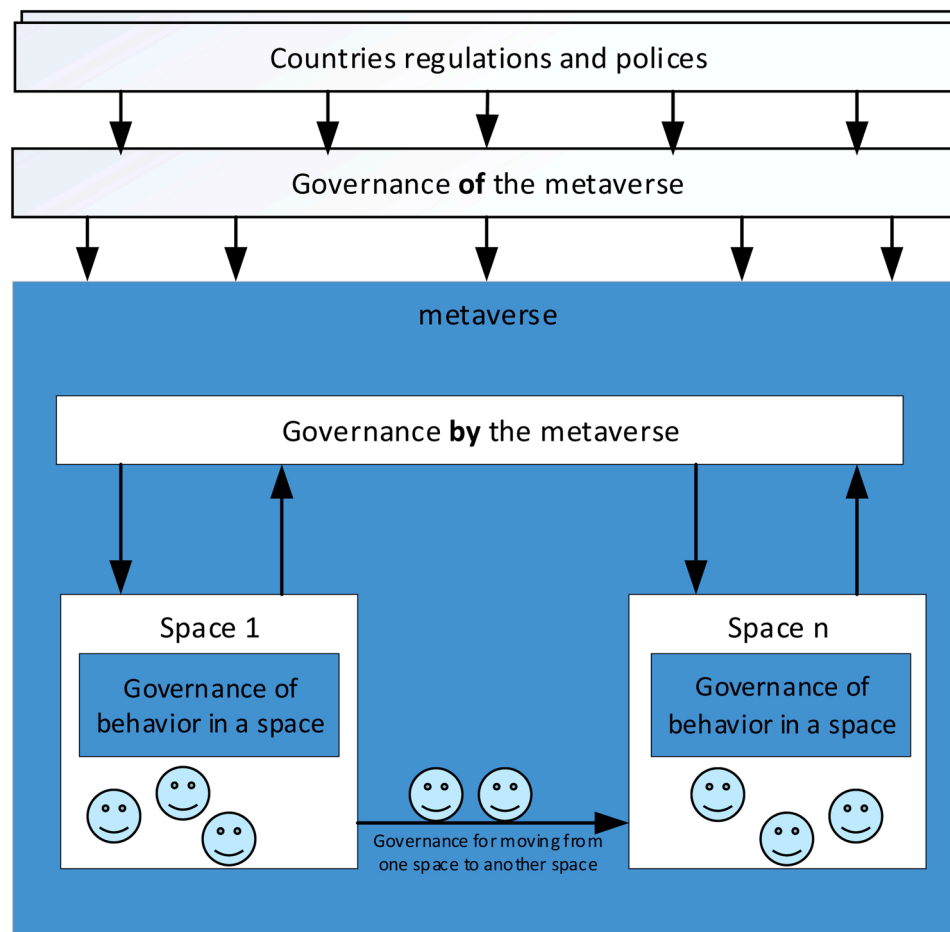 Countries regulations and polices
Governance of the metaverse
metaverse
Governance by the metaverse
Space 1
Governance of
behavior in a space
Space n
Governance of
behavior in a space
Governance for moving from
one space to another space